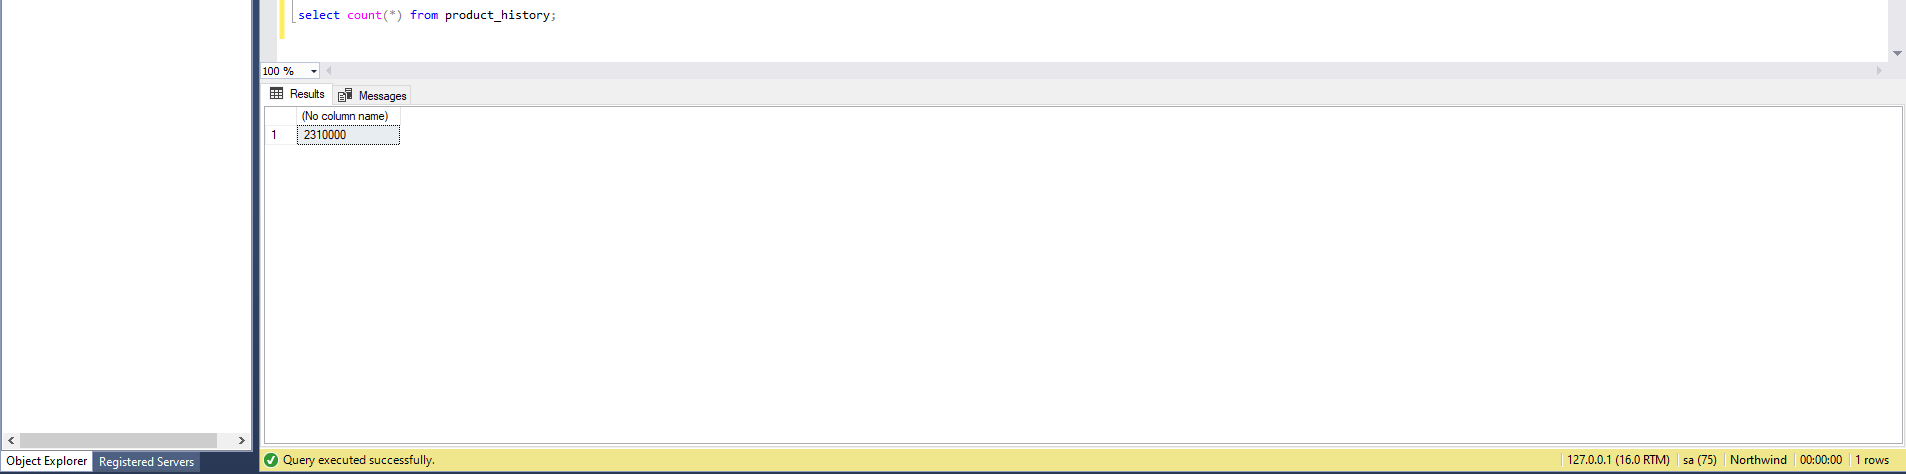 select count(*) from product_history;
100 %
Results Messages
(No column name)
1 2310000
Object Explorer Registered Servers
Query executed successfully. 127.0.0.1 (16.0 RTM) sa (75) Northwind 00:00:00 1 rows